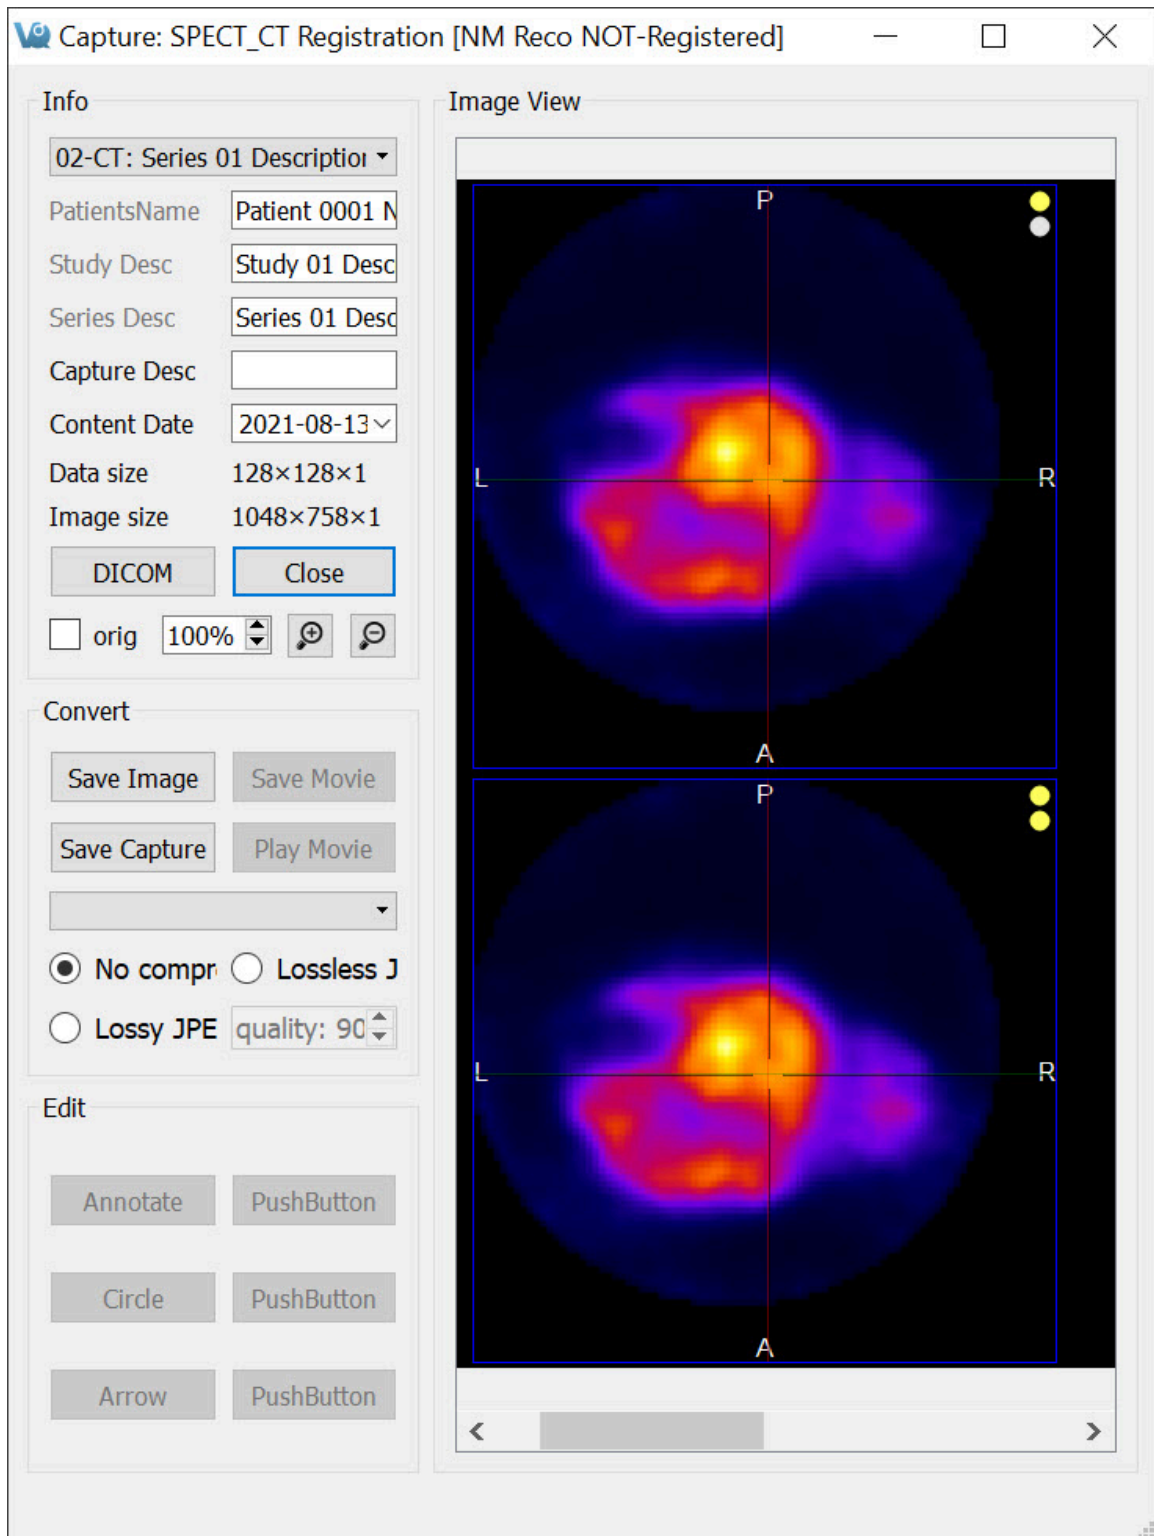 Capture: SPECT_CT Registration [NM Reco NOT-Registered]
Info
02-CT: Series 01 Description
PatientsName Patient 0001 N
Study Desc Study 01 Desc
Series Desc Series 01 Desc
Capture Desc
Content Date 2021-08-13
Data size 128×128×1
Image size 1048×758×1
DICOM Close
orig 100%
Convert
Save Image Save Movie
Save Capture Play Movie
No compr Lossless J
Lossy JPE quality: 90
Edit
Annotate PushButton
Circle PushButton
Arrow PushButton
Image View
P
L R
A
P
L R
A